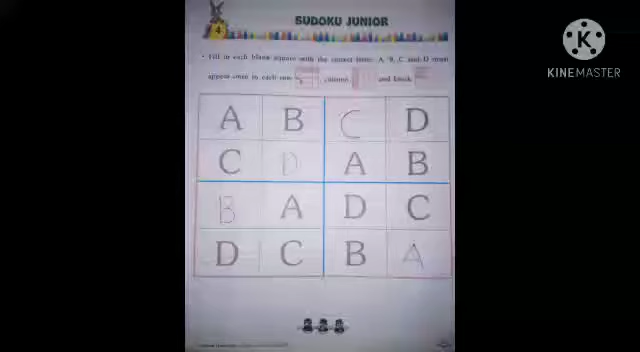 4
SUDOKU JUNIOR
• Fill in each blank square with the correct letter. A, B, C and D must
appear once in each row, column and block
A B C D
C D A B
B A D C
D C B A
K
KINEMASTER